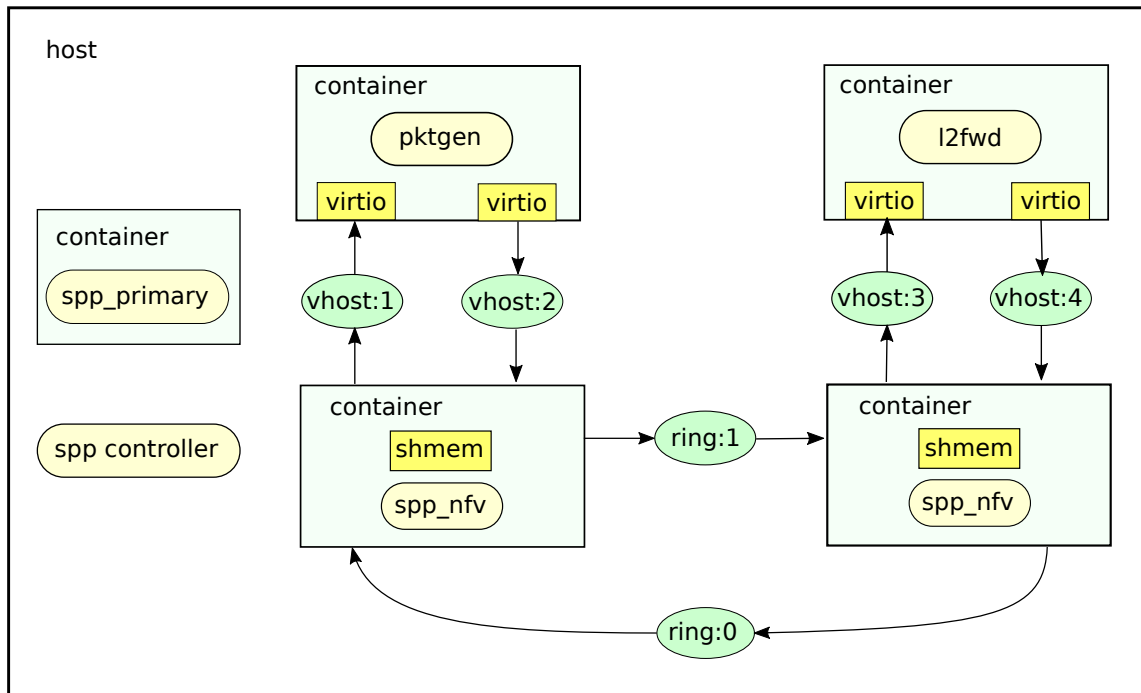 host
container
pktgen
virtio
virtio
container
l2fwd
virtio
virtio
container
spp_primary
vhost:1
vhost:2
vhost:3
vhost:4
spp controller
container
shmem
spp_nfv
ring:1
container
shmem
spp_nfv
ring:0